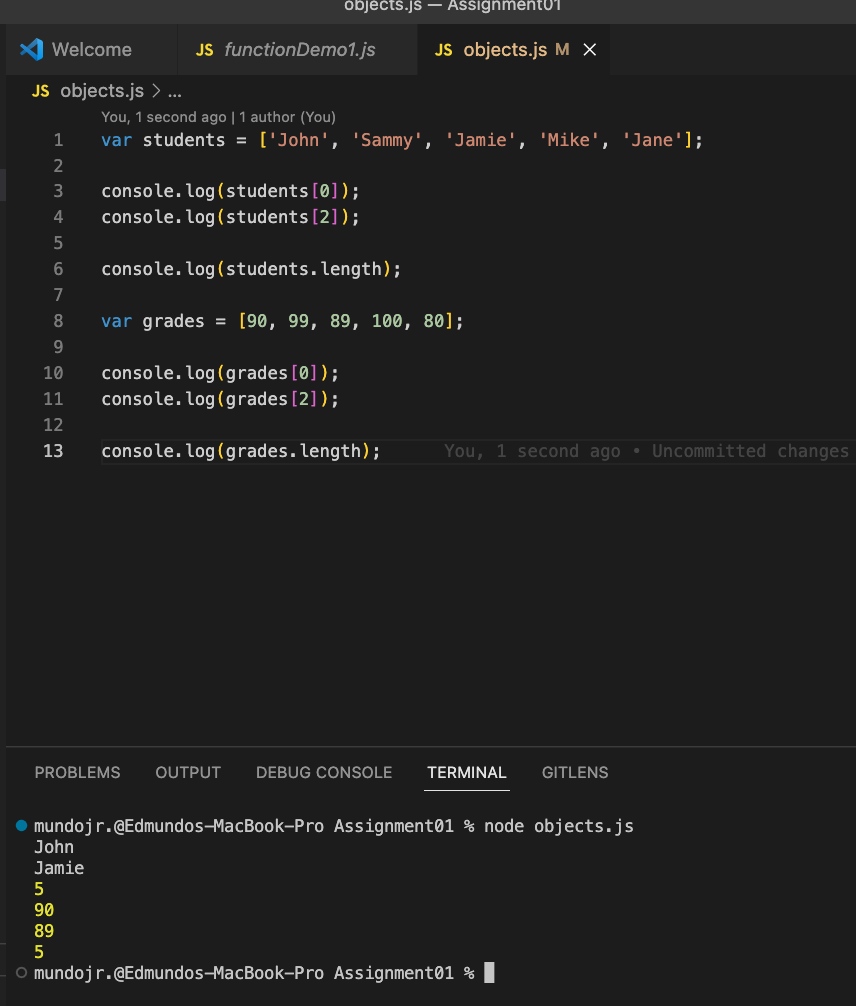 objects.js — Assignment01
Welcome
JS functionDemo1.js
JS objects.js M
JS objects.js > ...
You, 1 second ago | 1 author (You)
1 var students = ['John', 'Sammy', 'Jamie', 'Mike', 'Jane'];
2
3 console.log(students[0]);
4 console.log(students[2]);
5
6 console.log(students.length);
7
8 var grades = [90, 99, 89, 100, 80];
9
10 console.log(grades[0]);
11 console.log(grades[2]);
12
13 console.log(grades.length); You, 1 second ago • Uncommitted changes
PROBLEMS OUTPUT DEBUG CONSOLE TERMINAL GITLENS
mundojr.@Edmundos-MacBook-Pro Assignment01 % node objects.js
John
Jamie
5
90
89
5
mundojr.@Edmundos-MacBook-Pro Assignment01 %